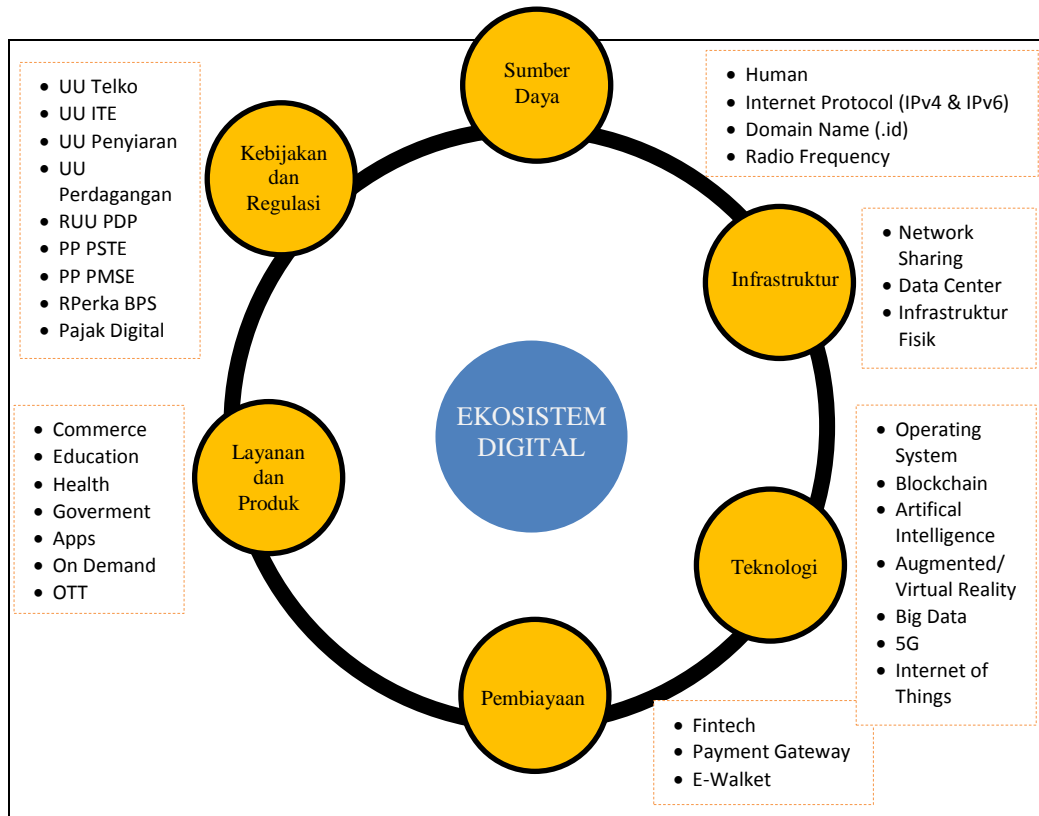 Sumber
Daya
• Human
• Internet Protocol (IPv4 & IPv6)
• Domain Name (.id)
• Radio Frequency
Infrastruktur
• Network
Sharing
• Data Center
• Infrastruktur
Fisik
Teknologi
• Operating
System
• Blockchain
• Artifical
Intelligence
• Augmented/
Virtual Reality
• Big Data
• 5G
• Internet of
Things
Pembiayaan
• Fintech
• Payment Gateway
• E-Walket
Layanan
dan
Produk
• Commerce
• Education
• Health
• Goverment
• Apps
• On Demand
• OTT
Kebijakan
dan
Regulasi
• UU Telko
• UU ITE
• UU Penyiaran
• UU
Perdagangan
• RUU PDP
• PP PSTE
• PP PMSE
• RPerka BPS
• Pajak Digital
EKOSISTEM
DIGITAL